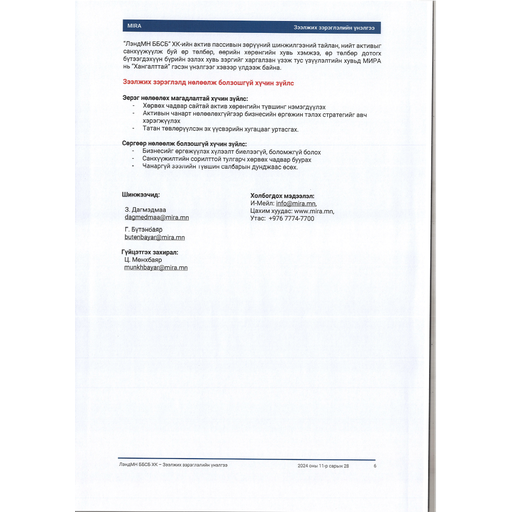 MIRA
Зээлжих зэрэглэлийн үнэлгээ
"ЛэндМН ББСБ" ХК-ийн актив пассивын зөрүүний шинжилгээний тайлан, нийт активыг
санхүүжүүлж буй өр төлбөр, өөрийн хөрөнгийн хувь хэмжээ, өр төлбөр дотогх
бүтээгдэхүүн бүрийн эзлэх хувь зэргийг харгалзан үзэж тус үзүүлэлтийн хувьд МИРА
нь "Хангалттай" гэсэн үнэлгээг хэвээр үлдээж байна.
Зээлжих зэрэглэлд нөлөөлж болзошгүй хүчин зүйлс
Эерэг нөлөөлөх магадлалтай хүчин зүйлс:
- Хөрвөх чадвар сайтай актив хөрөнгийн түвшинг нэмэгдүүлэх
- Активын чанарт нөлөөлөхгүйгээр бизнесийн өргөжин тэлэх стратегийг авч
хэрэгжүүлэх
- Татан төвлөрүүлсэн эх үүсвэрийн хугацааг уртасгах.
Сөргөөр нөлөөлж болзошгүй хүчин зүйлс:
- Бизнесийг өргөжүүлэх хүлээлт биелээгүй, боломжгүй болох
- Санхүүжилтийн сорилттой тулгарч хөрвөх чадвар буурах
- Чанаргүй зээлийн түвшин салбарын дунджаас өсөх.
Шинжээчид:
З. Дагмэдмаа
dagmedmaa@mira.mn
Г. Бүтэнбаяр
butenbayar@mira.mn
Гүйцэтгэх захирал:
Ц. Мөнхбаяр
munkhbayar@mira.mn
Холбогдох мэдээлэл:
И-Мейл: info@mira.mn,
Цахим хуудас: www.mira.mn,
Утас: +976 7774-7700
ЛэндМН ББСБ ХК – Зээлжих зэрэглэлийн үнэлгээ
2024 оны 11-р сарын 28
6